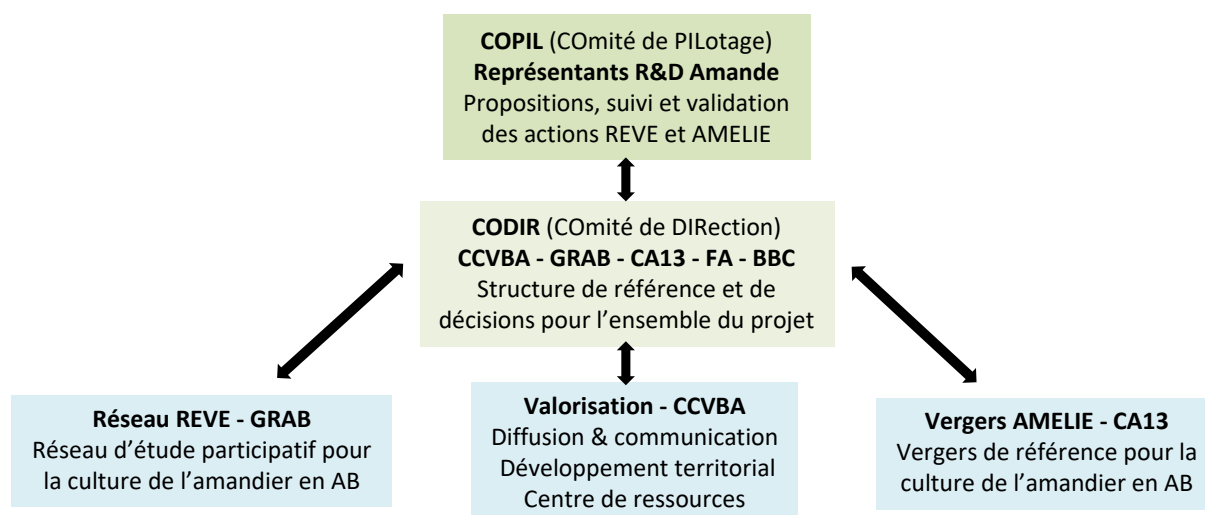 COPIL (COmité de PILotage)
Représentants R&D Amande
Propositions, suivi et validation
des actions REVE et AMELIE
CODIR (COmité de DIRection)
CCVBA - GRAB - CA13 - FA - BBC
Structure de référence et de
décisions pour l’ensemble du projet
Réseau REVE - GRAB
Réseau d’étude participatif pour
la culture de l’amandier en AB
Valorisation - CCVBA
Diffusion & communication
Développement territorial
Centre de ressources
Vergers AMELIE - CA13
Vergers de référence pour la
culture de l’amandier en AB